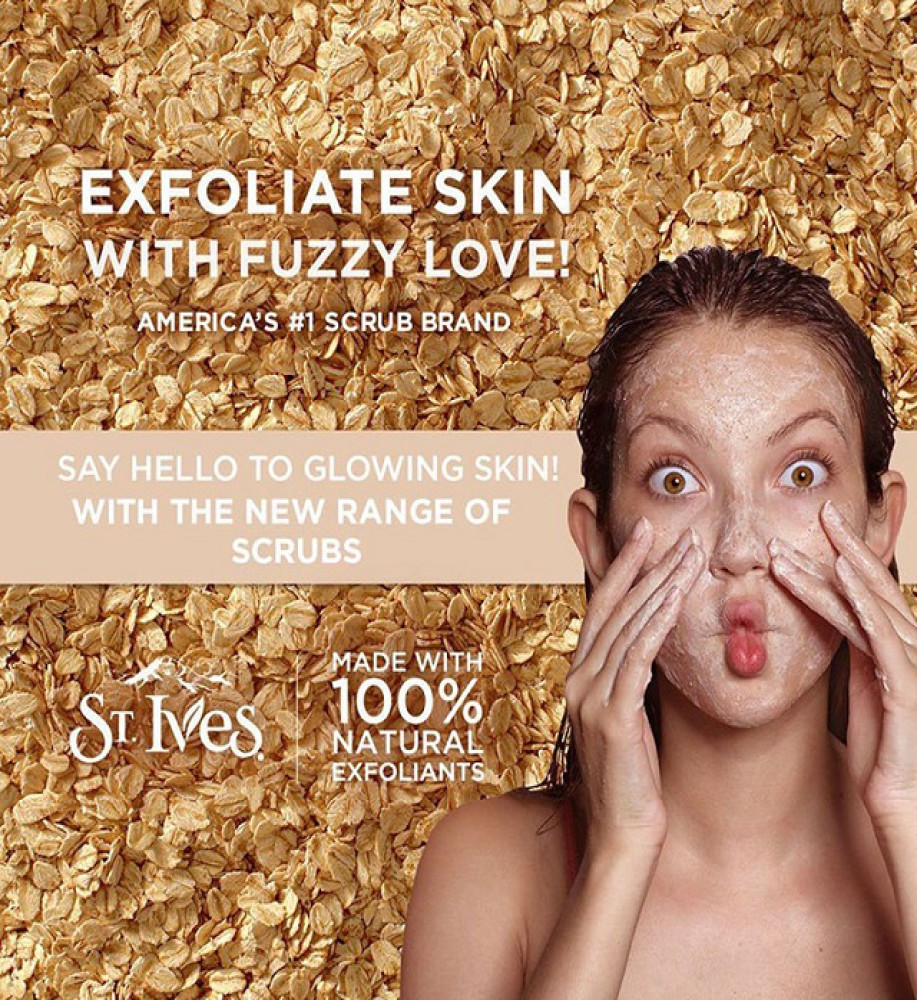 EXFOLIATE SKIN
WITH FUZZY LOVE!
AMERICA'S #1 SCRUB BRAND
SAY HELLO TO GLOWING SKIN!
WITH THE NEW RANGE OF
SCRUBS
ST. Ives
MADE WITH
100%
NATURAL
EXFOLIANTS